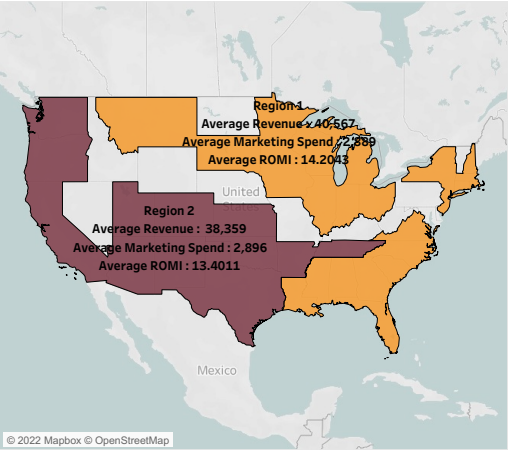 Region 1
Average Revenue : 40,567
Average Marketing Spend : 2,889
Average ROMI : 14.2043
United
States
Region 2
Average Revenue : 38,359
Average Marketing Spend : 2,896
Average ROMI : 13.4011
Mexico
© 2022 Mapbox © OpenStreetMap